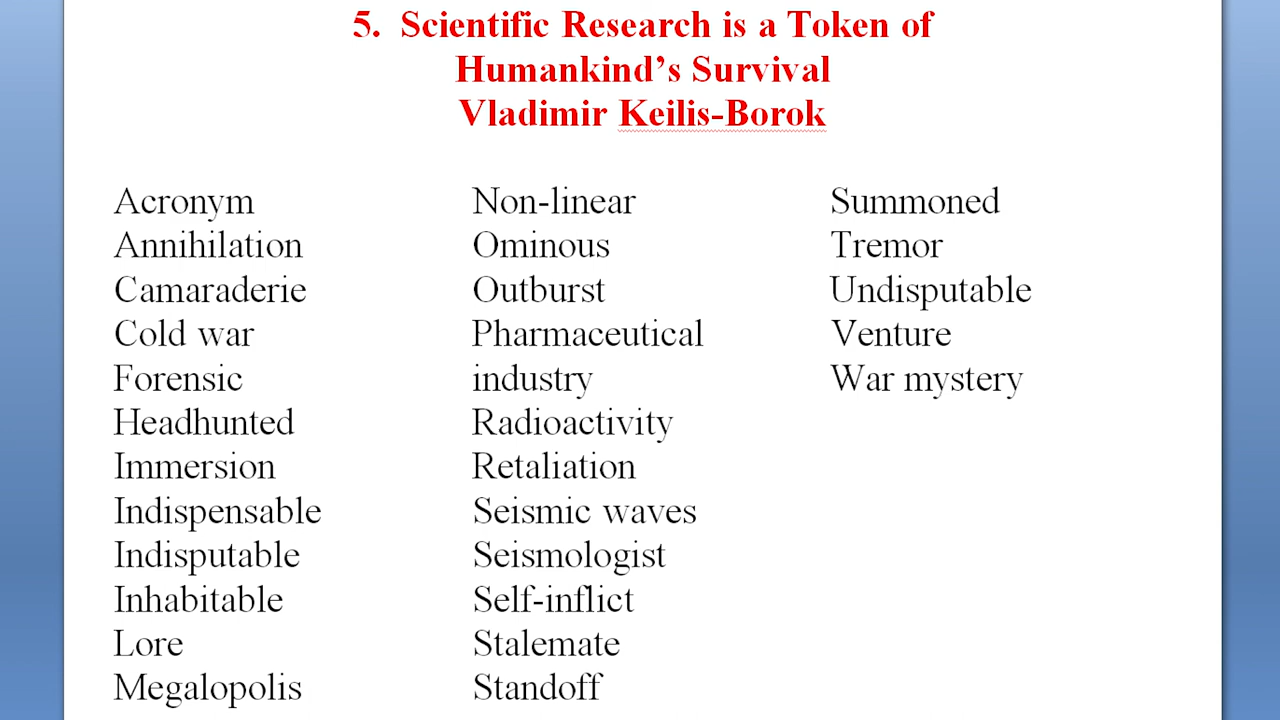 5. Scientific Research is a Token of
Humankind's Survival
Vladimir Keilis-Borok
Acronym
Annihilation
Camaraderie
Cold war
Forensic
Headhunted
Immersion
Indispensable
Indisputable
Inhabitable
Lore
Megalopolis
Non-linear
Ominous
Outburst
Pharmaceutical
industry
Radioactivity
Retaliation
Seismic waves
Seismologist
Self-inflict
Stalemate
Standoff
Summoned
Tremor
Undisputable
Venture
War mystery